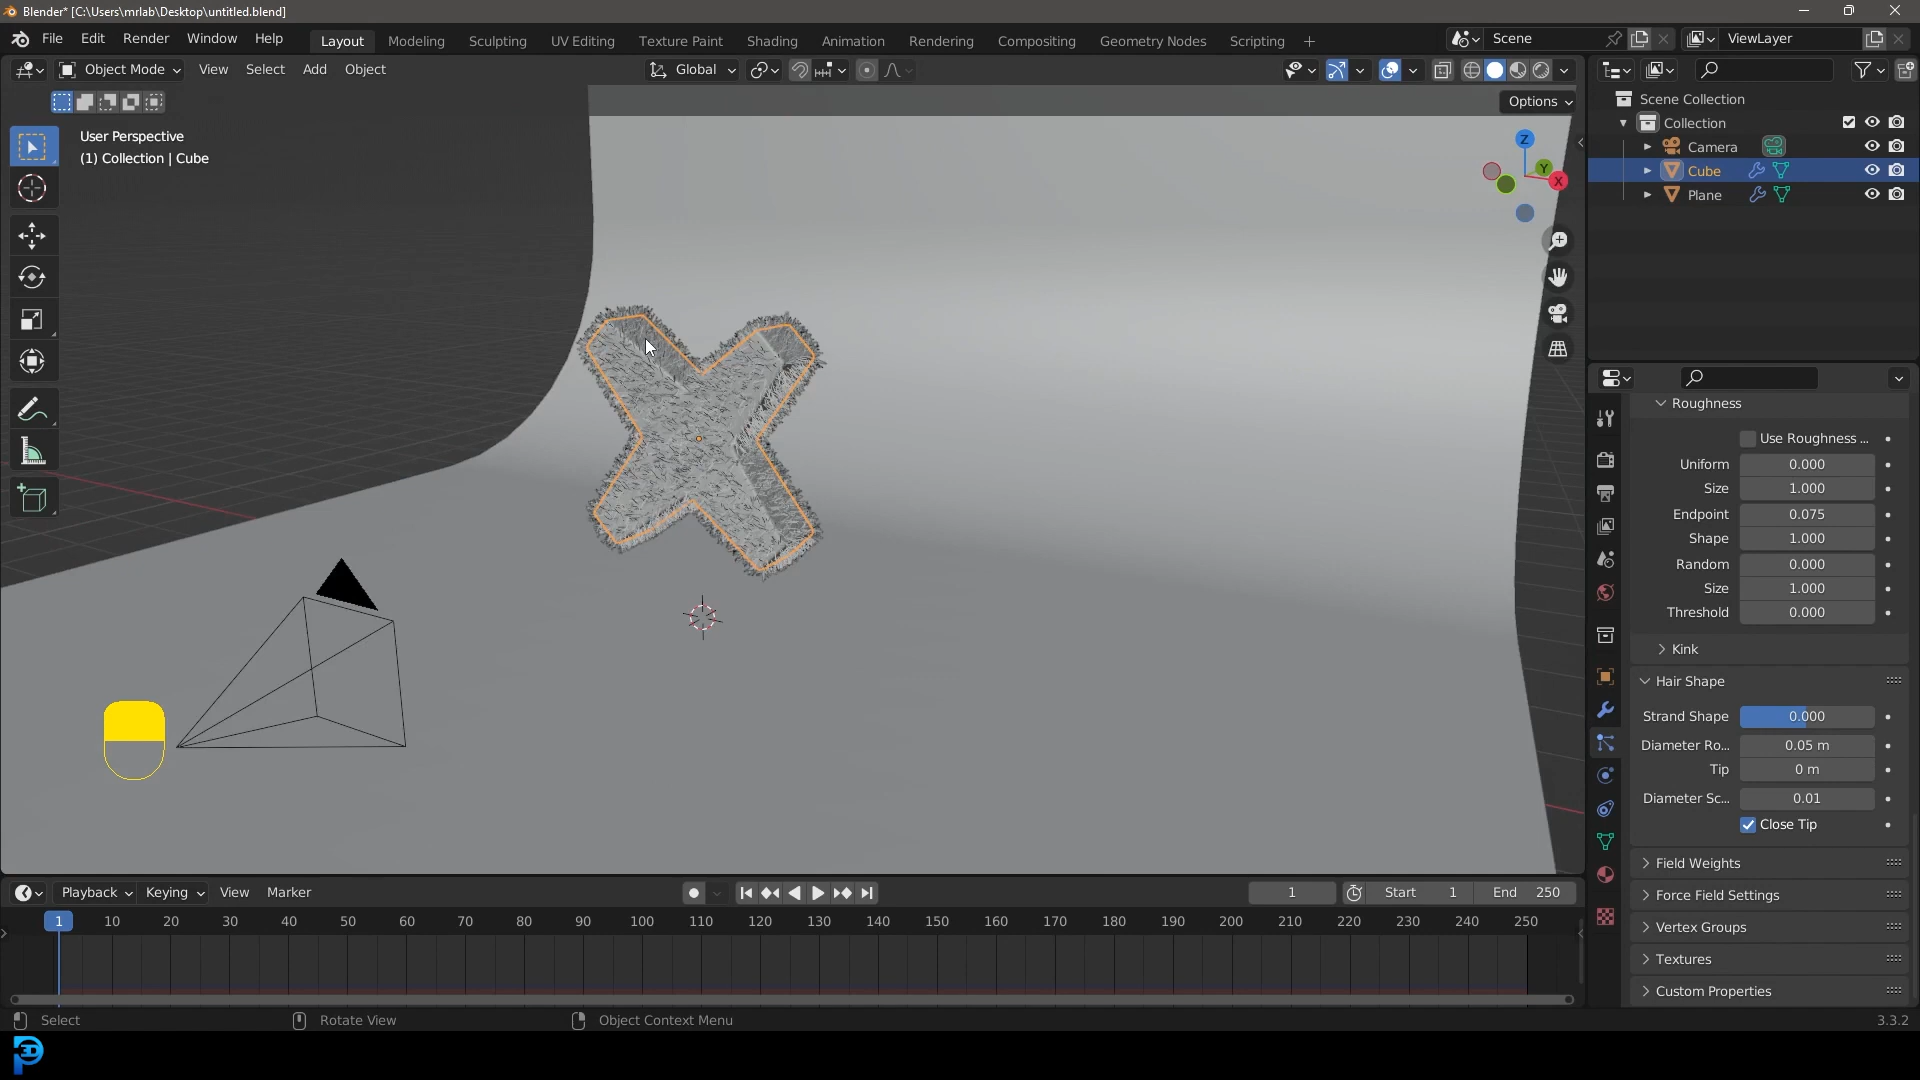 Blender* [C:\Users\mrlab\Desktop\untitled.blend]
File Edit Render Window Help
Layout Modeling Sculpting UV Editing Texture Paint Shading Animation Rendering Compositing Geometry Nodes Scripting +
Scene ViewLayer
Object Mode View Select Add Object Global
Options
User Perspective
(1) Collection | Cube
Z
Y
X
Scene Collection
Collection
Camera
Cube
Plane
Roughness
Use Roughness ...
Uniform 0.000
Size 1.000
Endpoint 0.075
Shape 1.000
Random 0.000
Size 1.000
Threshold 0.000
Kink
Hair Shape
Strand Shape 0.000
Diameter Ro... 0.05 m
Tip 0 m
Diameter Sc... 0.01
Close Tip
Field Weights
Force Field Settings
Vertex Groups
Textures
Custom Properties
Playback Keying View Marker 1 Start 1 End 250
1 10 20 30 40 50 60 70 80 90 100 110 120 130 140 150 160 170 180 190 200 210 220 230 240 250
Select Rotate View Object Context Menu 3.3.2
3D